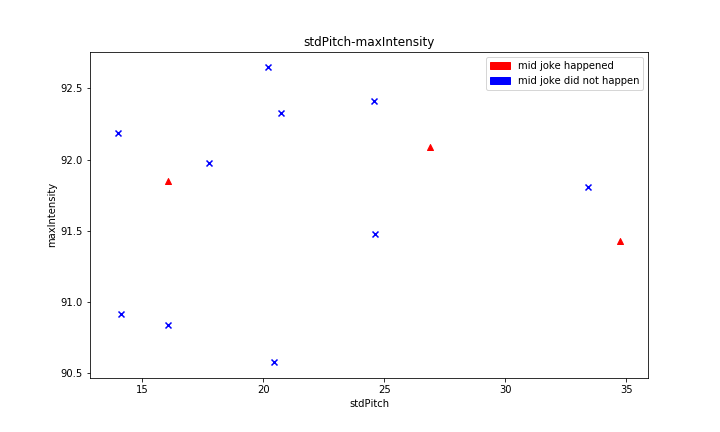 stdPitch-maxIntensity
mid joke happened
mid joke did not happen
92.5
92.0
91.5
91.0
90.5
maxIntensity
15 20 25 30 35
stdPitch